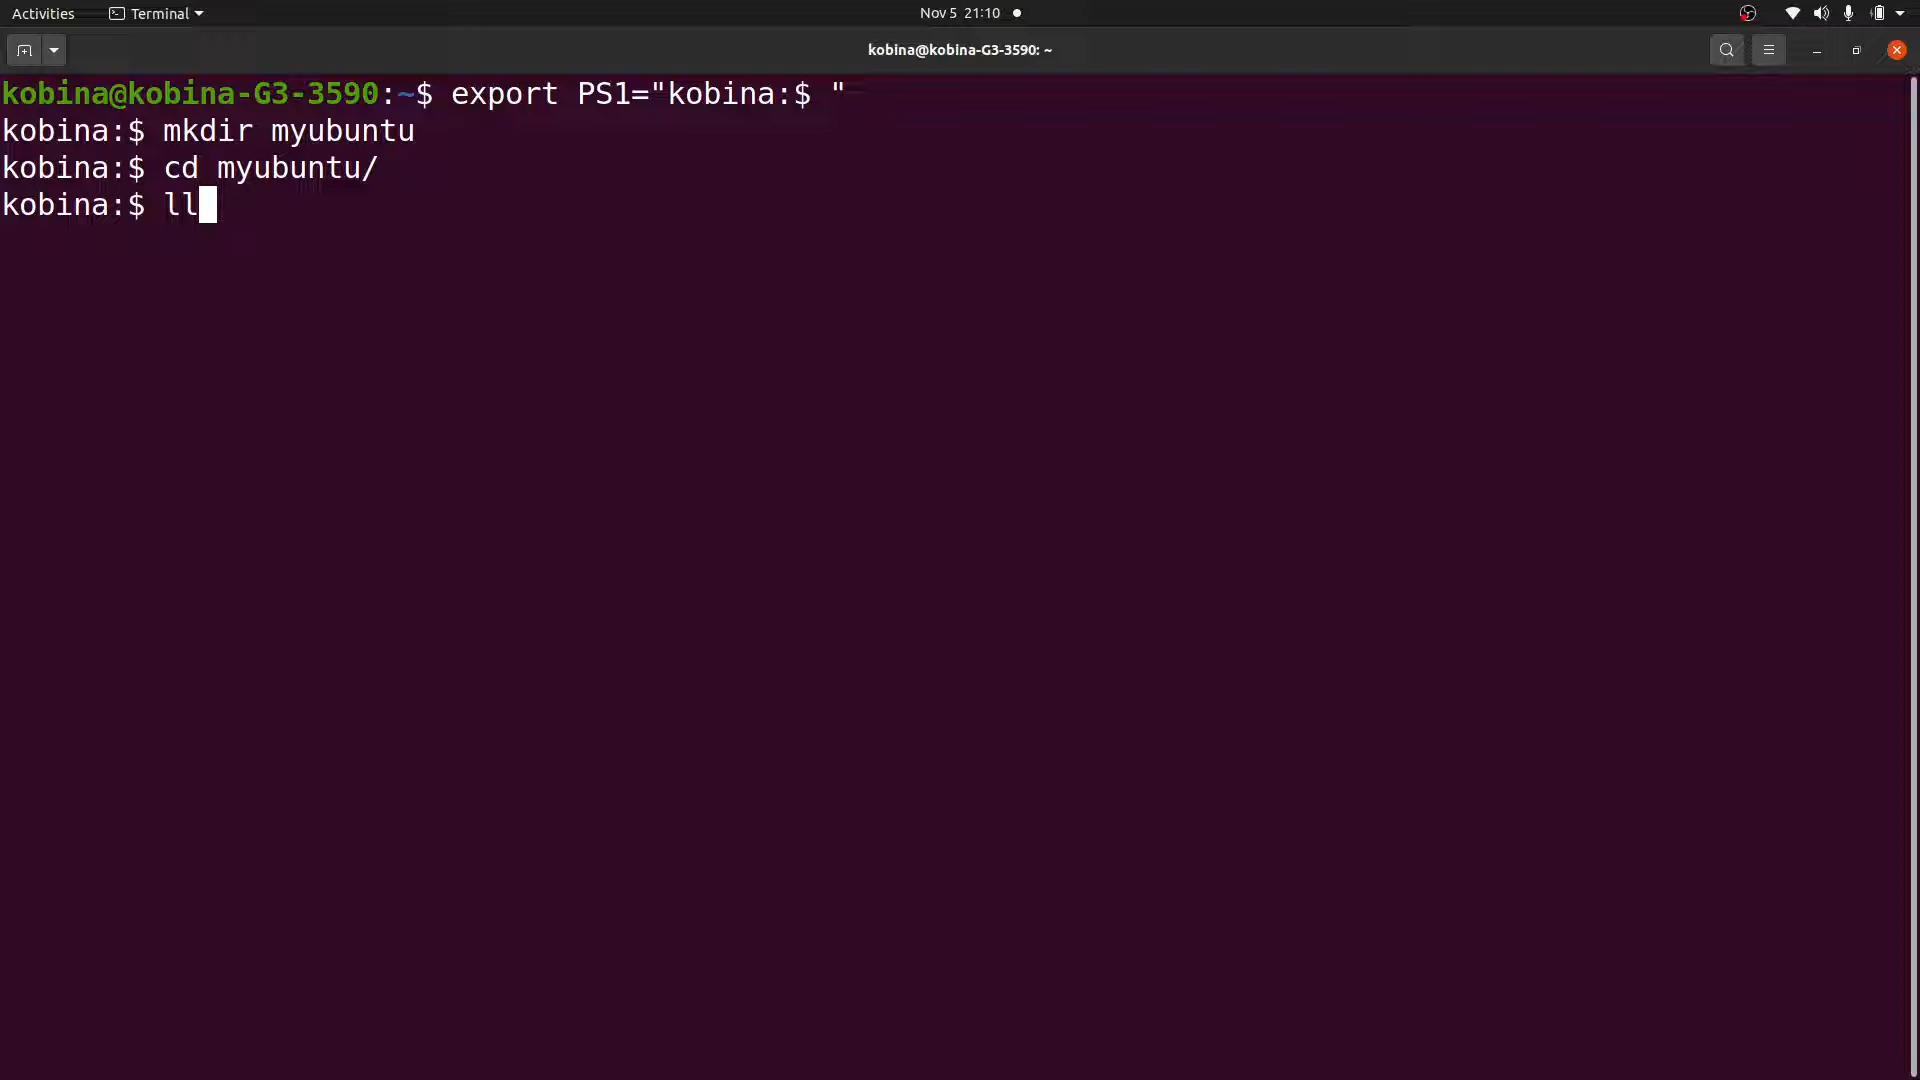 Activities Terminal Nov 5 21:10
kobina@kobina-G3-3590: ~
kobina@kobina-G3-3590:~$ export PS1="kobina:$ "
kobina:$ mkdir myubuntu
kobina:$ cd myubuntu/
kobina:$ ll